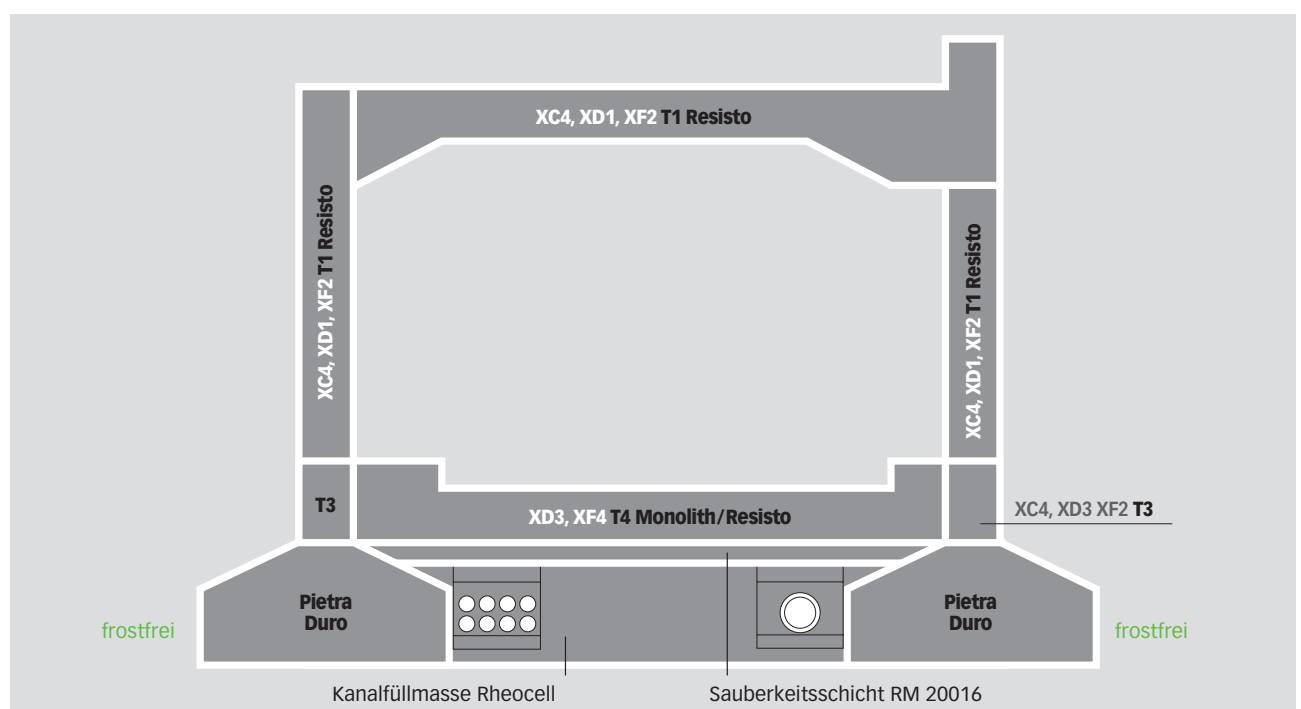 XC4, XD1, XF2 T1 Resisto
XC4, XD1, XF2 T1 Resisto
XC4, XD1, XF2 T1 Resisto
T3
XD3, XF4 T4 Monolith/Resisto
XC4, XD3 XF2 T3
Pietra
Duro
Pietra
Duro
frostfrei
frostfrei
Kanalfüllmasse Rheocell
Sauberkeitsschicht RM 20016